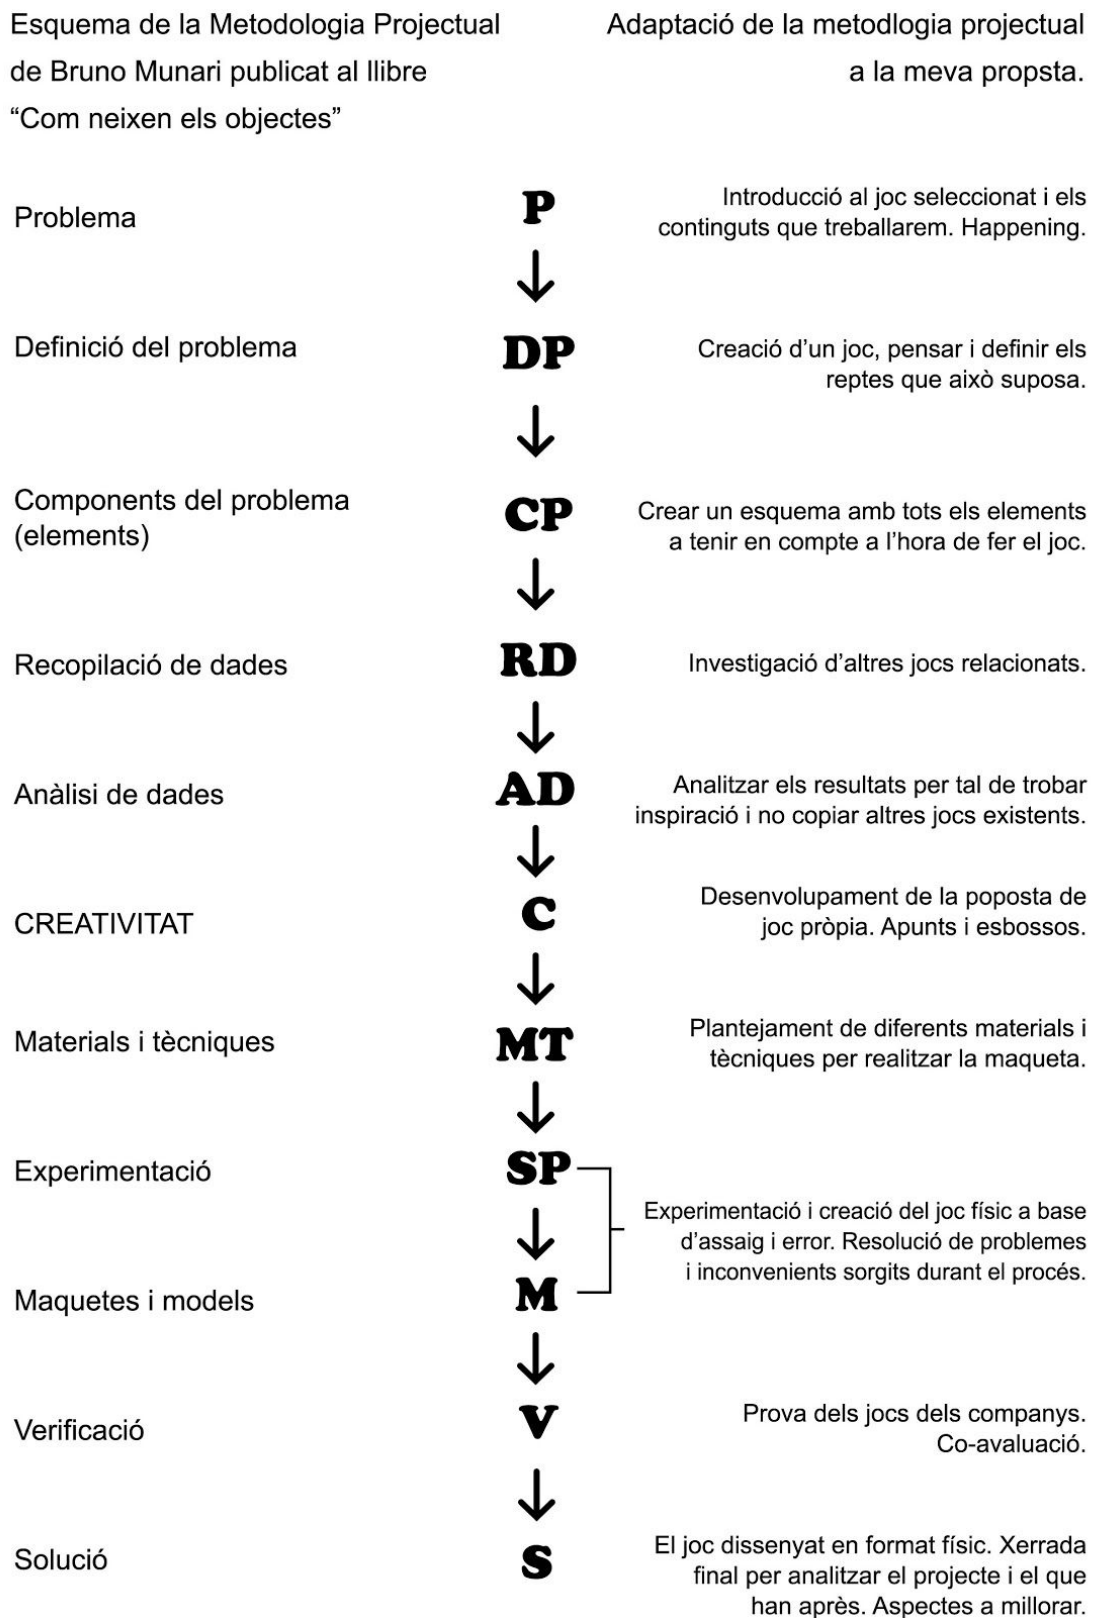 Esquema de la Metodologia Projectual
de Bruno Munari publicat al llibre
“Com neixen els objectes”
Adaptació de la metodlogia projectual
a la meva propsta.
Problema
P
Introducció al joc seleccionat i els
continguts que treballarem. Happening.
Definició del problema
DP
Creació d’un joc, pensar i definir els
reptes que això suposa.
Components del problema
(elements)
CP
Crear un esquema amb tots els elements
a tenir en compte a l’hora de fer el joc.
Recopilació de dades
RD
Investigació d’altres jocs relacionats.
Anàlisi de dades
AD
Analitzar els resultats per tal de trobar
inspiració i no copiar altres jocs existents.
CREATIVITAT
C
Desenvolupament de la poposta de
joc pròpia. Apunts i esbossos.
Materials i tècniques
MT
Plantejament de diferents materials i
tècniques per realitzar la maqueta.
Experimentació
SP
Experimentació i creació del joc físic a base
d’assaig i error. Resolució de problemes
i inconvenients sorgits durant el procés.
Maquetes i models
M
Verificació
V
Prova dels jocs dels companys.
Co-avaluació.
Solució
S
El joc dissenyat en format físic. Xerrada
final per analitzar el projecte i el que
han après. Aspectes a millorar.